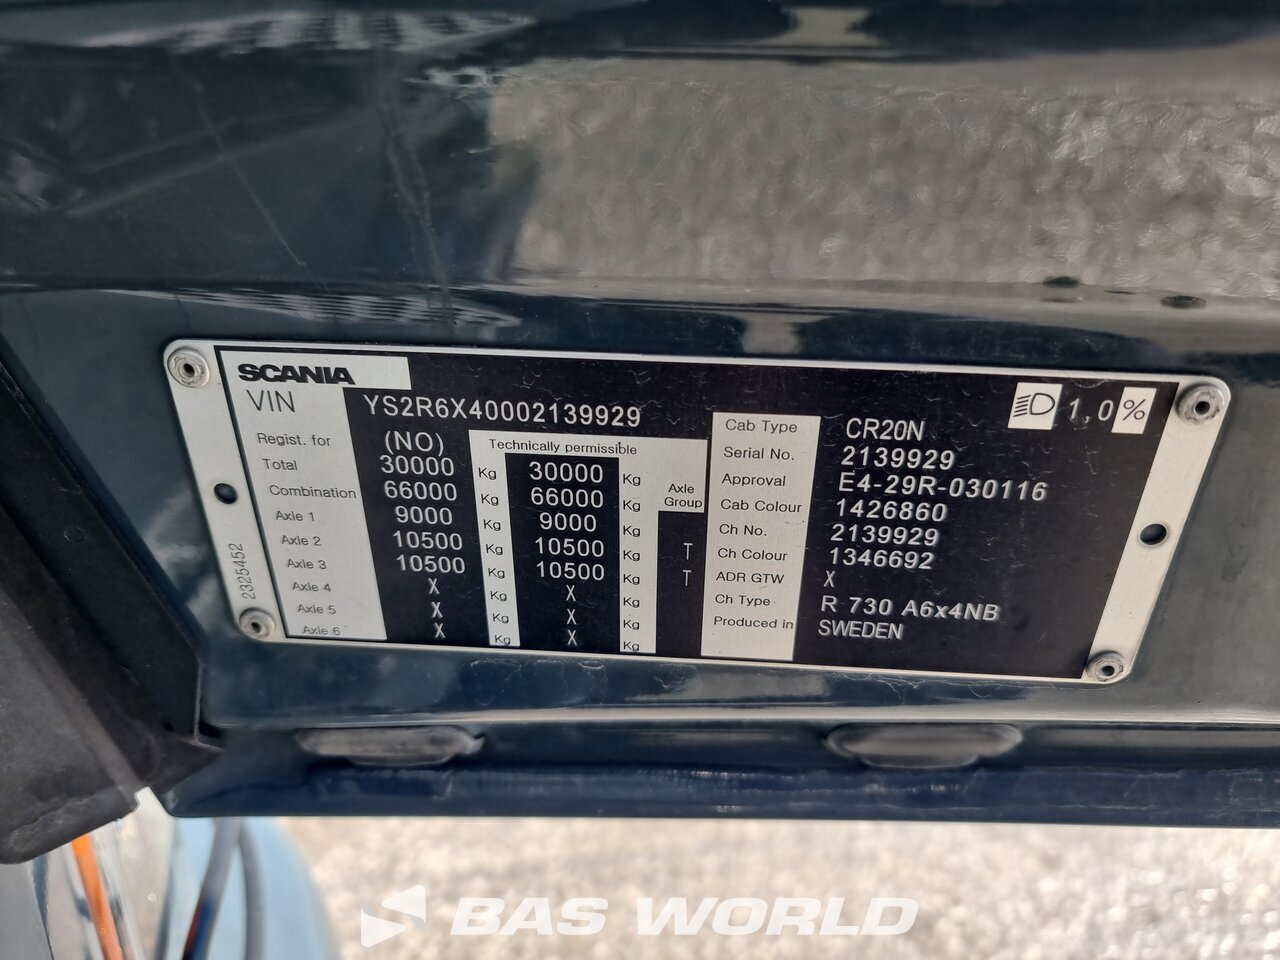 SCANIA
VIN YS2R6X40002139929
1,0 %
Regist. for (NO)
Technically permissible
Total 30000 Kg 30000 Kg
Combination 66000 Kg 66000 Kg
Axle Group
Axle 1 9000 Kg 9000 Kg
Axle 2 10500 Kg 10500 Kg T
Axle 3 10500 Kg 10500 Kg T
Axle 4 X Kg X Kg
Axle 5 X Kg X Kg
Axle 6 X Kg X Kg
Cab Type CR20N
Serial No. 2139929
Approval E4-29R-030116
Cab Colour 1426860
Ch No. 2139929
Ch Colour 1346692
ADR GTW X
Ch Type R 730 A6x4NB
Produced in SWEDEN
2325452
BAS WORLD